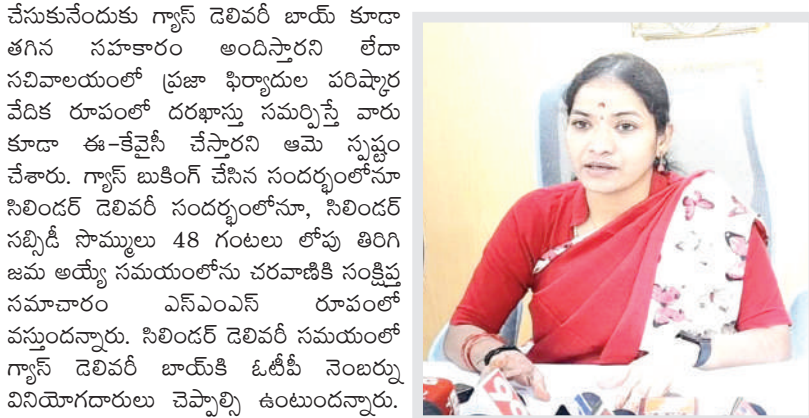 చేసుకునేందుకు గ్యాస్ డెలివరీ బాయ్ కూడా
తగిన సహకారం అందిస్తారని లేదా
సచివాలయంలో ప్రజా ఫిర్యాదుల పరిష్కార
వేదిక రూపంలో దరఖాస్తు సమర్పిస్తే వారు
కూడా ఈ-కేవైసీ చేస్తారని ఆమె స్పష్టం
చేశారు. గ్యాస్ బుకింగ్ చేసిన సందర్భంలోనూ
సిలిండర్ డెలివరీ సందర్భంలోనూ, సిలిండర్
సబ్సిడీ సొమ్ములు 48 గంటలు లోపు తిరిగి
జమ అయ్యే సమయంలోను చరవాణికి సంక్షిప్త
సమాచారం ఎస్ఎంఎస్ రూపంలో
వస్తుందన్నారు. సిలిండర్ డెలివరీ సమయంలో
గ్యాస్ డెలివరీ బాయ్‌కి ఓటీపీ నెంబర్ను
వినియోగదారులు చెప్పాల్సి ఉంటుందన్నారు.